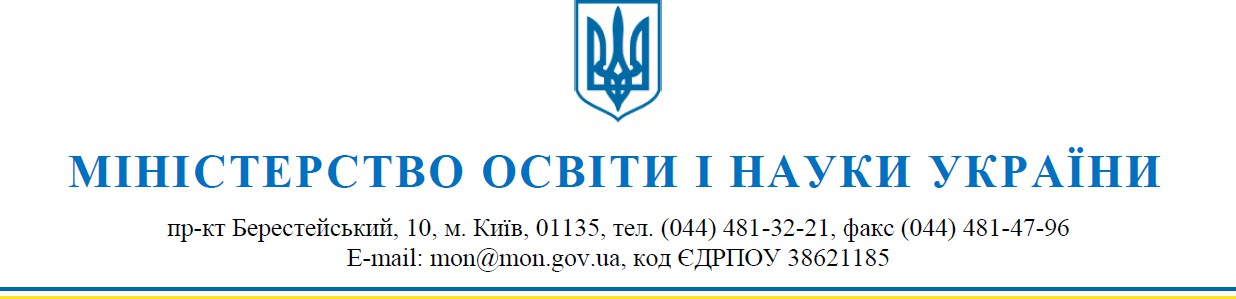 МІНІСТЕРСТВО ОСВІТИ І НАУКИ УКРАЇНИ
пр-кт Берестейський, 10, м. Київ, 01135, тел. (044) 481-32-21, факс (044) 481-47-96
E-mail: mon@mon.gov.ua, код ЄДРПОУ 38621185